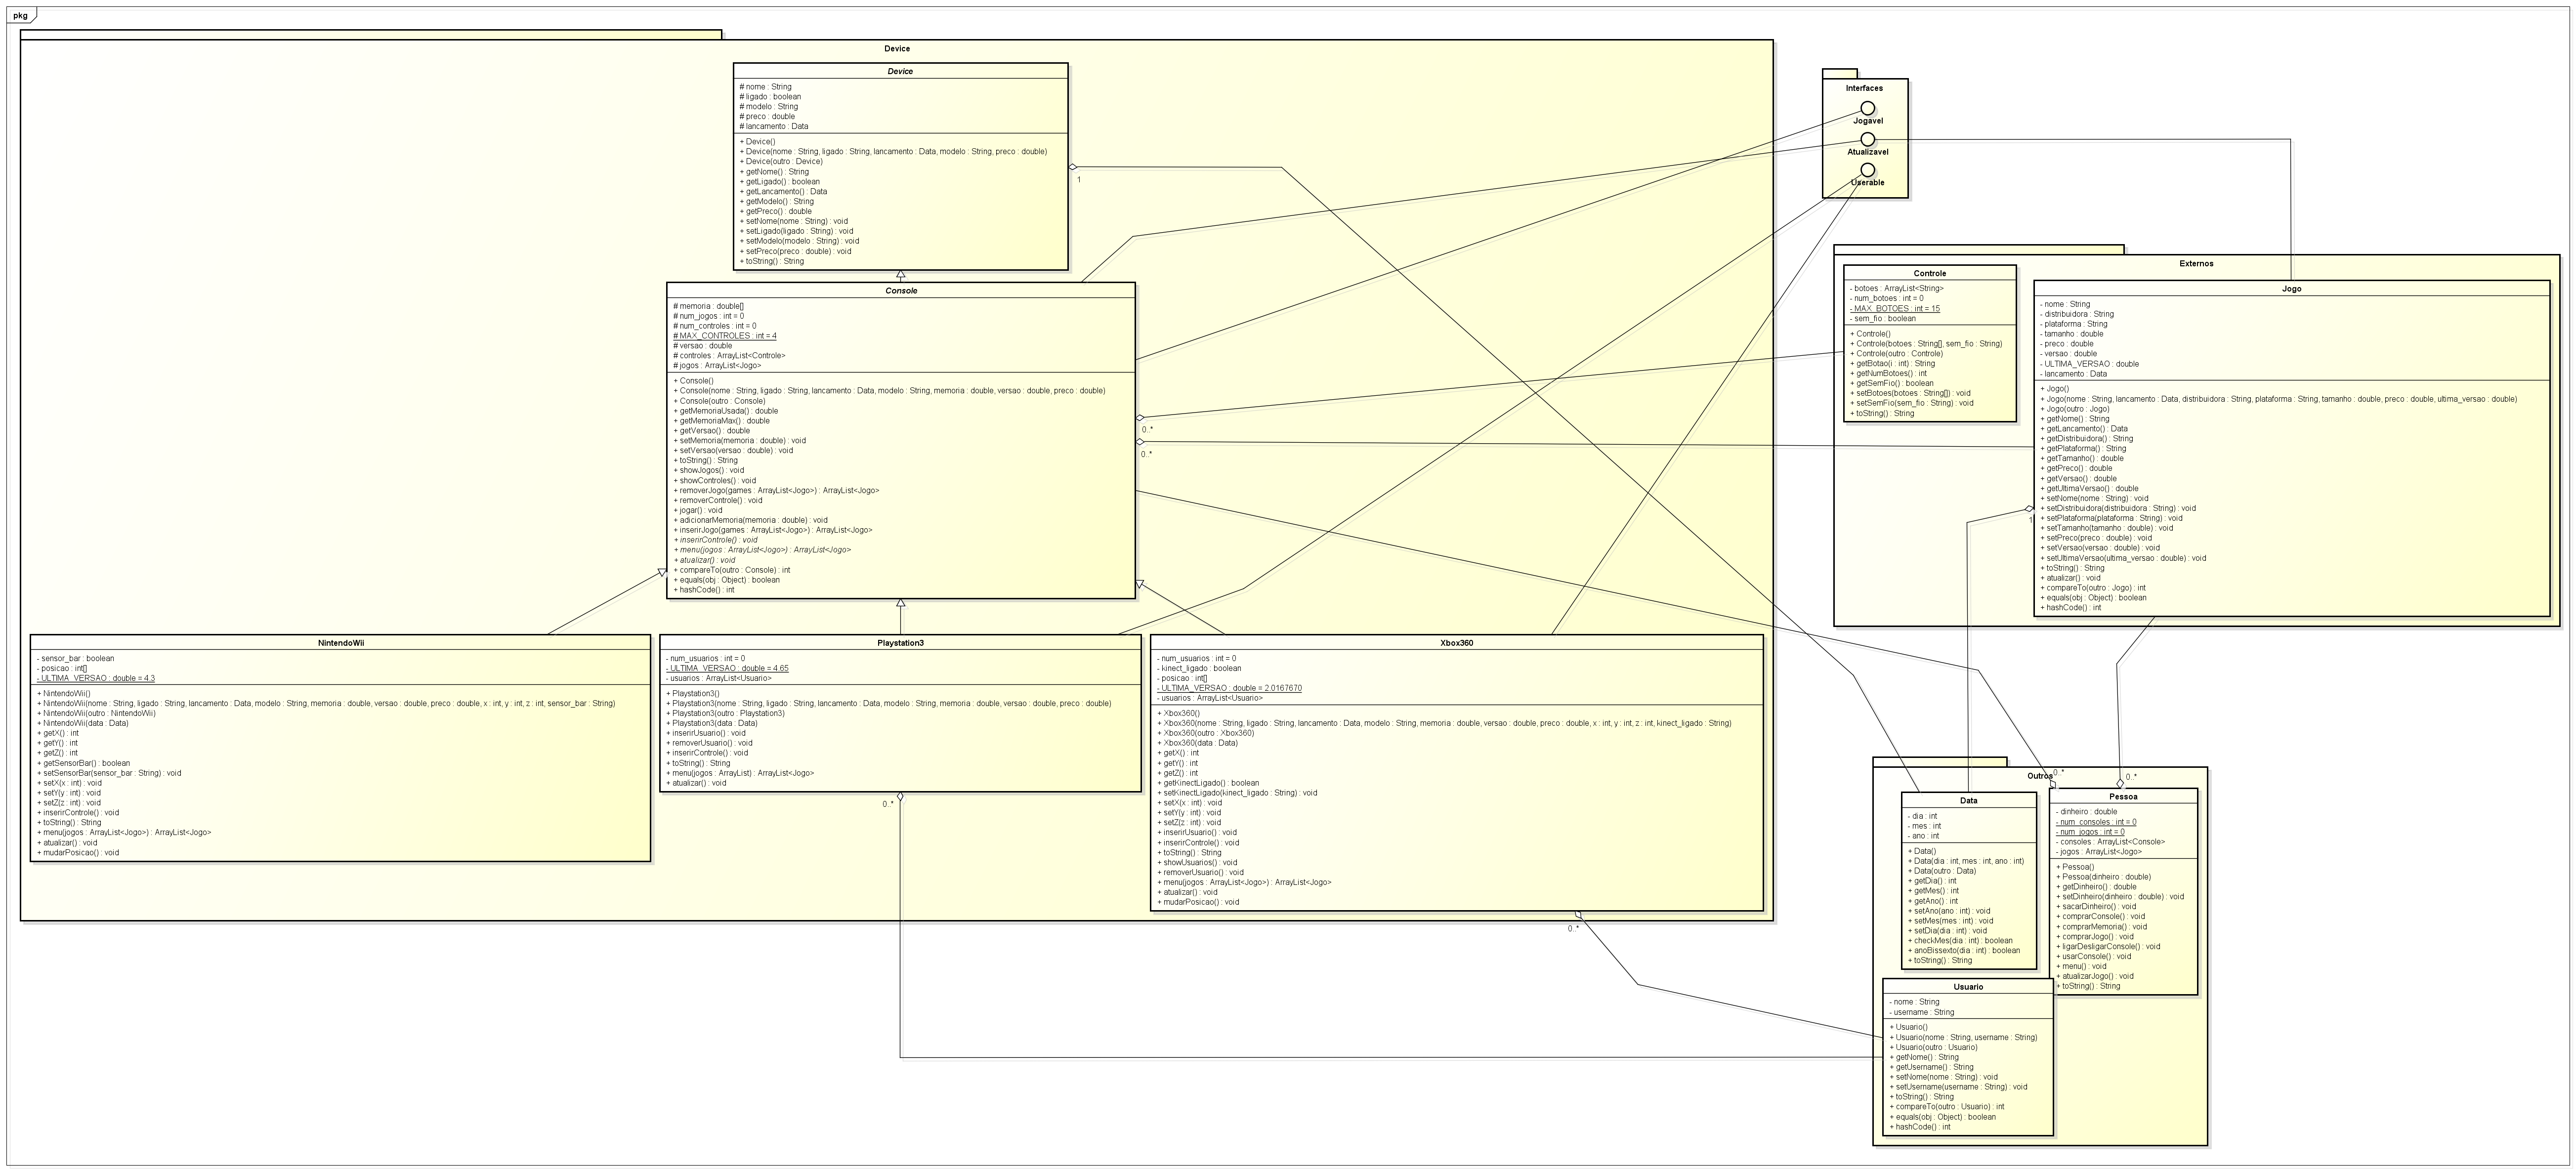 pkg
Device
Device
# nome : String
# ligado : boolean
# modelo : String
# preco : double
# lancamento : Data
+ Device()
+ Device(nome : String, ligado : String, lancamento : Data, modelo : String, preco : double)
+ Device(outro : Device)
+ getNome() : String
+ getLigado() : boolean
+ getLancamento() : Data
+ getModelo() : String
+ getPreco() : double
+ setNome(nome : String) : void
+ setLigado(ligado : String) : void
+ setModelo(modelo : String) : void
+ setPreco(preco : double) : void
+ toString() : String
1
Console
# memoria : double[]
# num_jogos : int = 0
# num_controles : int = 0
# MAX_CONTROLES : int = 4
# versao : double
# controles : ArrayList<Controle>
# jogos : ArrayList<Jogo>
+ Console()
+ Console(nome : String, ligado : String, lancamento : Data, modelo : String, memoria : double, versao : double, preco : double)
+ Console(outro : Console)
+ getMemoriaUsada() : double
+ getMemoriaMax() : double
+ getVersao() : double
+ setMemoria(memoria : double) : void
+ setVersao(versao : double) : void
+ toString() : String
+ showJogos() : void
+ showControles() : void
+ removerJogo(games : ArrayList<Jogo>) : ArrayList<Jogo>
+ removerControle() : void
+ jogar() : void
+ adicionarMemoria(memoria : double) : void
+ inserirJogo(games : ArrayList<Jogo>) : ArrayList<Jogo>
+ inserirControle() : void
+ menu(jogos : ArrayList<Jogo>) : ArrayList<Jogo>
+ atualizar() : void
+ compareTo(outro : Console) : int
+ equals(obj : Object) : boolean
+ hashCode() : int
0..*
0..*
NintendoWii
- sensor_bar : boolean
- posicao : int[]
- ULTIMA_VERSAO : double = 4.3
+ NintendoWii()
+ NintendoWii(nome : String, ligado : String, lancamento : Data, modelo : String, memoria : double, versao : double, preco : double, x : int, y : int, z : int, sensor_bar : String)
+ NintendoWii(outro : NintendoWii)
+ NintendoWii(data : Data)
+ getX() : int
+ getY() : int
+ getZ() : int
+ getSensorBar() : boolean
+ setSensorBar(sensor_bar : String) : void
+ setX(x : int) : void
+ setY(y : int) : void
+ setZ(z : int) : void
+ inserirControle() : void
+ toString() : String
+ menu(jogos : ArrayList<Jogo>) : ArrayList<Jogo>
+ atualizar() : void
+ mudarPosicao() : void
Playstation3
- num_usuarios : int = 0
- ULTIMA_VERSAO : double = 4.65
- usuarios : ArrayList<Usuario>
+ Playstation3()
+ Playstation3(nome : String, ligado : String, lancamento : Data, modelo : String, memoria : double, versao : double, preco : double)
+ Playstation3(outro : Playstation3)
+ Playstation3(data : Data)
+ inserirUsuario() : void
+ removerUsuario() : void
+ inserirControle() : void
+ toString() : String
+ menu(jogos : ArrayList) : ArrayList<Jogo>
+ atualizar() : void
0..*
Xbox360
- num_usuarios : int = 0
- kinect_ligado : boolean
- posicao : int[]
- ULTIMA_VERSAO : double = 2.0167670
- usuarios : ArrayList<Usuario>
+ Xbox360()
+ Xbox360(nome : String, ligado : String, lancamento : Data, modelo : String, memoria : double, versao : double, preco : double, x : int, y : int, z : int, kinect_ligado : String)
+ Xbox360(outro : Xbox360)
+ Xbox360(data : Data)
+ getX() : int
+ getY() : int
+ getZ() : int
+ getKinectLigado() : boolean
+ setKinectLigado(kinect_ligado : String) : void
+ setX(x : int) : void
+ setY(y : int) : void
+ setZ(z : int) : void
+ inserirUsuario() : void
+ inserirControle() : void
+ toString() : String
+ showUsuarios() : void
+ removerUsuario() : void
+ menu(jogos : ArrayList<Jogo>) : ArrayList<Jogo>
+ atualizar() : void
+ mudarPosicao() : void
0..*
Interfaces
Jogavel
Atualizavel
Userable
Externos
Controle
- botoes : ArrayList<String>
- num_botoes : int = 0
- MAX_BOTOES : int = 15
- sem_fio : boolean
+ Controle()
+ Controle(botoes : String[], sem_fio : String)
+ Controle(outro : Controle)
+ getBotao(i : int) : String
+ getNumBotoes() : int
+ getSemFio() : boolean
+ setBotoes(botoes : String[]) : void
+ setSemFio(sem_fio : String) : void
+ toString() : String
Jogo
- nome : String
- distribuidora : String
- plataforma : String
- tamanho : double
- preco : double
- versao : double
- ULTIMA_VERSAO : double
- lancamento : Data
+ Jogo()
+ Jogo(nome : String, lancamento : Data, distribuidora : String, plataforma : String, tamanho : double, preco : double, ultima_versao : double)
+ Jogo(outro : Jogo)
+ getNome() : String
+ getLancamento() : Data
+ getDistribuidora() : String
+ getPlataforma() : String
+ getTamanho() : double
+ getPreco() : double
+ getVersao() : double
+ getUltimaVersao() : double
+ setNome(nome : String) : void
+ setDistribuidora(distribuidora : String) : void
+ setPlataforma(plataforma : String) : void
+ setTamanho(tamanho : double) : void
+ setPreco(preco : double) : void
+ setVersao(versao : double) : void
+ setUltimaVersao(ultima_versao : double) : void
+ toString() : String
+ atualizar() : void
+ compareTo(outro : Jogo) : int
+ equals(obj : Object) : boolean
+ hashCode() : int
1
Outros
0..*
0..*
Data
- dia : int
- mes : int
- ano : int
+ Data()
+ Data(dia : int, mes : int, ano : int)
+ Data(outro : Data)
+ getDia() : int
+ getMes() : int
+ getAno() : int
+ setAno(ano : int) : void
+ setMes(mes : int) : void
+ setDia(dia : int) : void
+ checkMes(dia : int) : boolean
+ anoBissexto(dia : int) : boolean
+ toString() : String
Pessoa
- dinheiro : double
- num_consoles : int = 0
- num_jogos : int = 0
- consoles : ArrayList<Console>
- jogos : ArrayList<Jogo>
+ Pessoa()
+ Pessoa(dinheiro : double)
+ getDinheiro() : double
+ setDinheiro(dinheiro : double) : void
+ sacarDinheiro() : void
+ comprarConsole() : void
+ comprarMemoria() : void
+ comprarJogo() : void
+ ligarDesligarConsole() : void
+ usarConsole() : void
+ menu() : void
+ atualizarJogo() : void
+ toString() : String
Usuario
- nome : String
- username : String
+ Usuario()
+ Usuario(nome : String, username : String)
+ Usuario(outro : Usuario)
+ getNome() : String
+ getUsername() : String
+ setNome(nome : String) : void
+ setUsername(username : String) : void
+ toString() : String
+ compareTo(outro : Usuario) : int
+ equals(obj : Object) : boolean
+ hashCode() : int